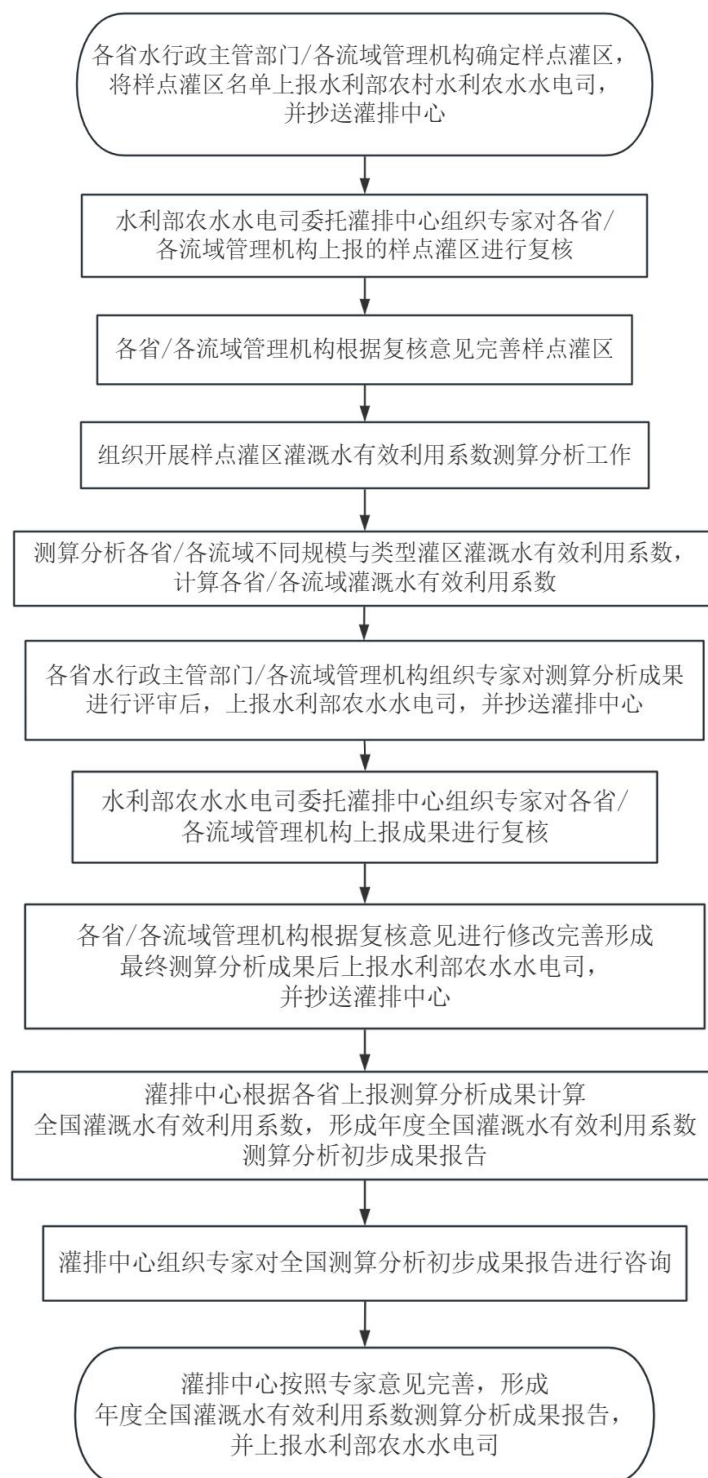 各省水行政主管部门/各流域管理机构确定样点灌区，
将样点灌区名单上报水利部农村水利农水水电司，
并抄送灌排中心
水利部农水水电司委托灌排中心组织专家对各省/
各流域管理机构上报的样点灌区进行复核
各省/各流域管理机构根据复核意见完善样点灌区
组织开展样点灌区灌溉水有效利用系数测算分析工作
测算分析各省/各流域不同规模与类型灌区灌溉水有效利用系数，
计算各省/各流域灌溉水有效利用系数
各省水行政主管部门/各流域管理机构组织专家对测算分析成果
进行评审后，上报水利部农水水电司，并抄送灌排中心
水利部农水水电司委托灌排中心组织专家对各省/
各流域管理机构上报成果进行复核
各省/各流域管理机构根据复核意见进行修改完善形成
最终测算分析成果后上报水利部农水水电司，
并抄送灌排中心
灌排中心根据各省上报测算分析成果计算
全国灌溉水有效利用系数，形成年度全国灌溉水有效利用系数
测算分析初步成果报告
灌排中心组织专家对全国测算分析初步成果报告进行咨询
灌排中心按照专家意见完善，形成
年度全国灌溉水有效利用系数测算分析成果报告，
并上报水利部农水水电司